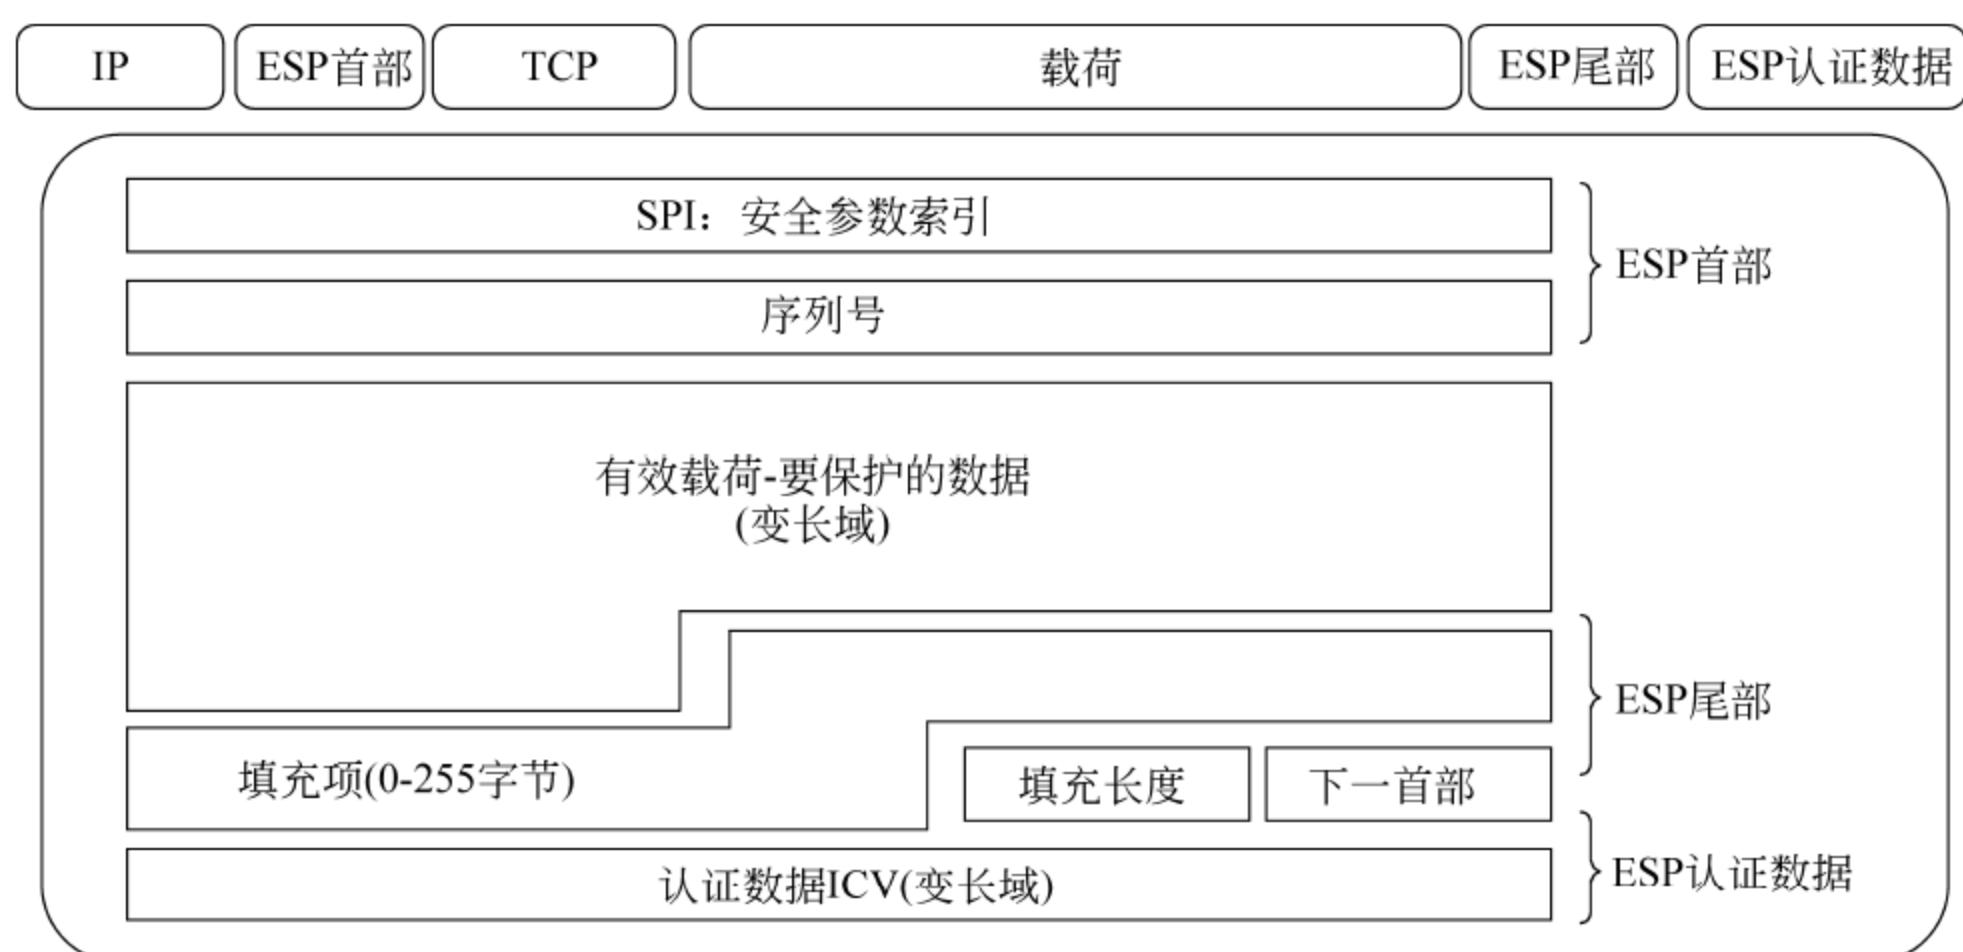 IP ESP首部 TCP 载荷 ESP尾部 ESP认证数据
SPI：安全参数索引
ESP首部
序列号
有效载荷-要保护的数据
(变长域)
ESP尾部
填充项(0-255字节) 填充长度 下一首部
认证数据ICV(变长域)
ESP认证数据